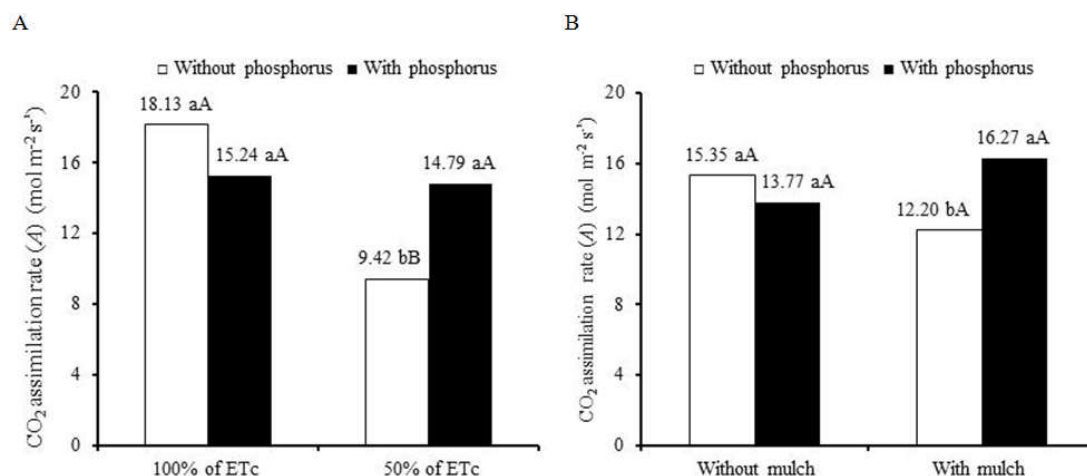 A
□ Without phosphorus ■ With phosphorus
CO₂ assimilation rate (A) (mol m⁻² s⁻¹)
20
16
12
8
4
0
18.13 aA
15.24 aA
9.42 bB
14.79 aA
100% of ETc
50% of ETc
B
□ Without phosphorus ■ With phosphorus
CO₂ assimilation rate (A) (mol m⁻² s⁻¹)
20
16
12
8
4
0
15.35 aA
13.77 aA
12.20 bA
16.27 aA
Without mulch
With mulch